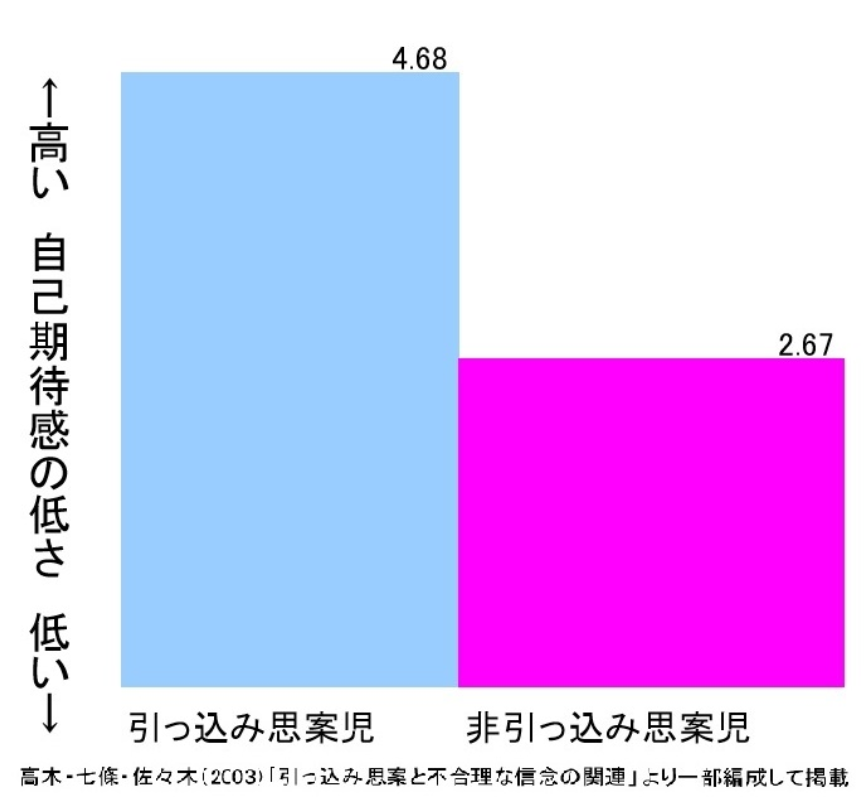 4.68
↑高い 自己期待感の低さ 低い↓
2.67
引っ込み思案児
非引っ込み思案児
高木・七條・佐々木(2003)「引っ込み思案と不合理な信念の関連」より一部編成して掲載